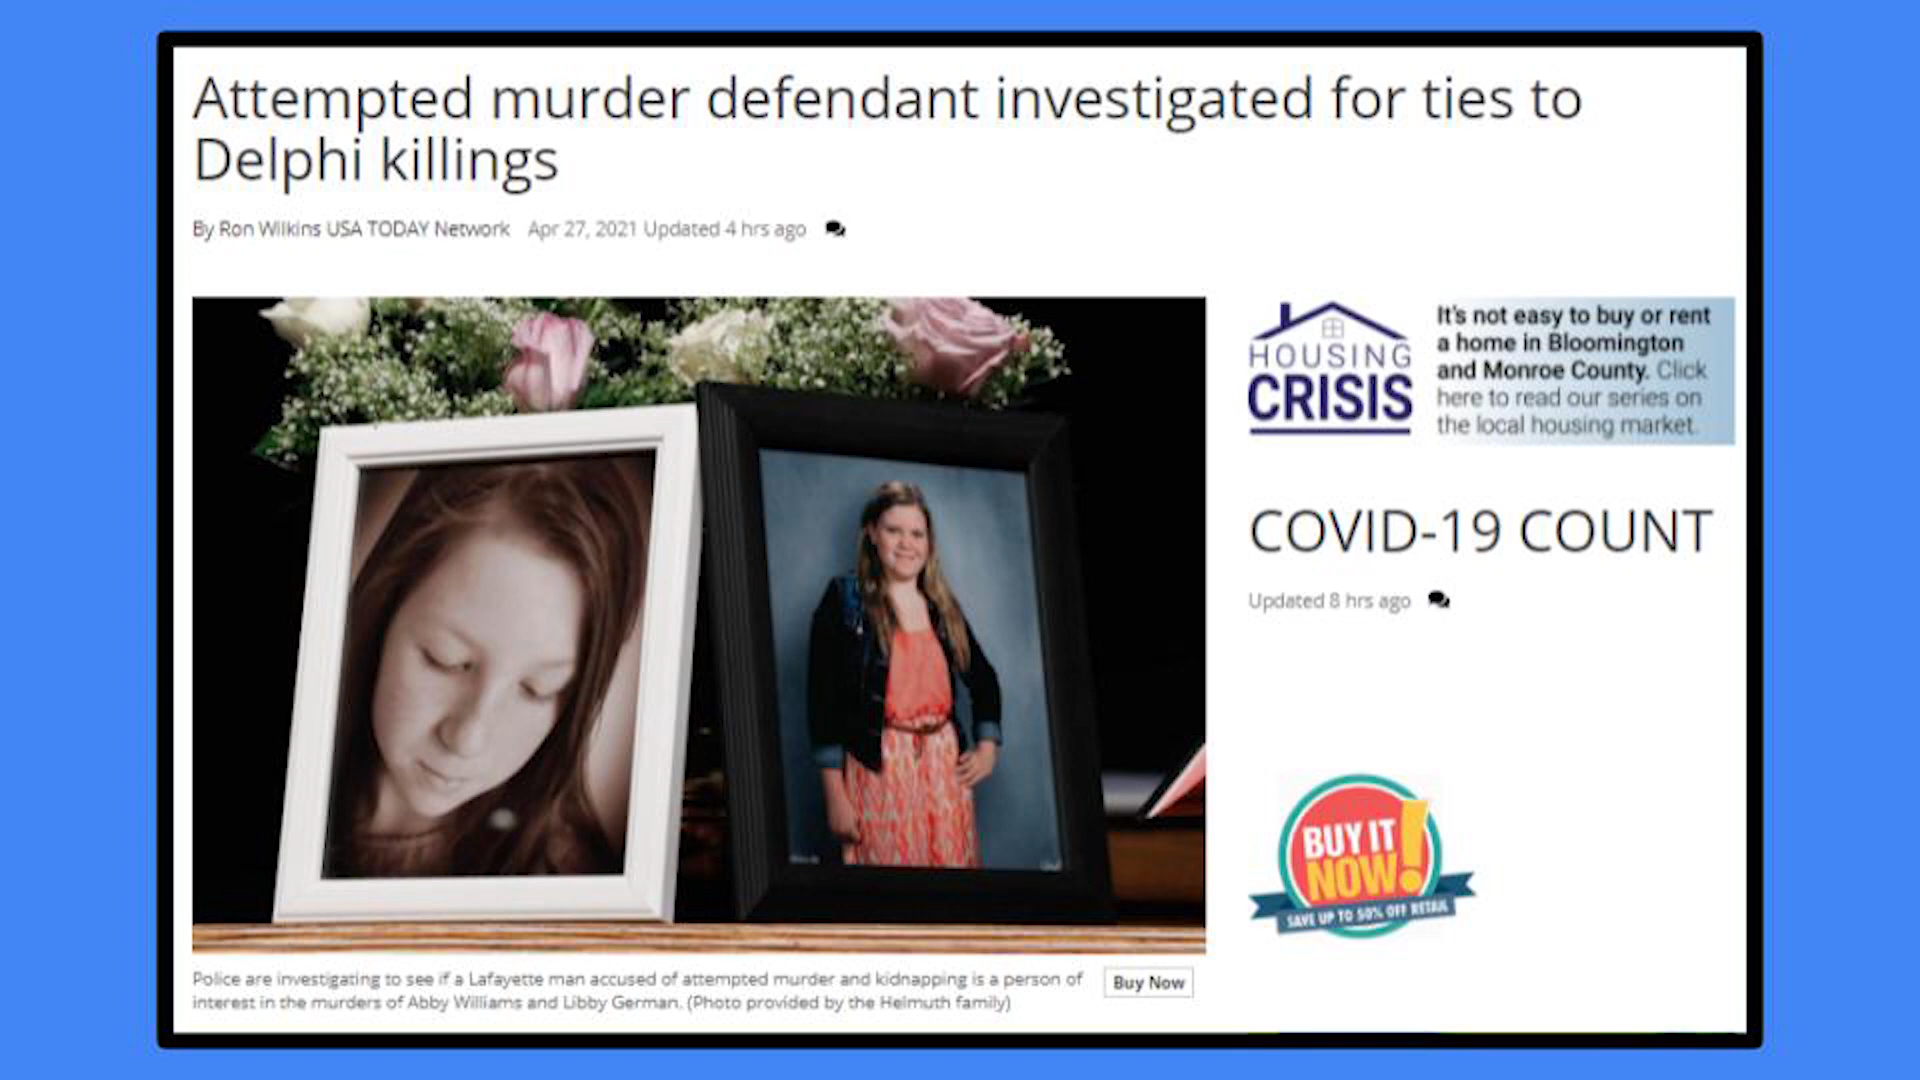 Attempted murder defendant investigated for ties to
Delphi killings
By Ron Wilkins USA TODAY Network Apr 27, 2021 Updated 4 hrs ago
HOUSING
CRISIS
It's not easy to buy or rent
a home in Bloomington
and Monroe County. Click
here to read our series on
the local housing market.
COVID-19 COUNT
Updated 8 hrs ago
BUY IT
NOW!
SAVE UP TO 50% OFF RETAIL
Police are investigating to see if a Lafayette man accused of attempted murder and kidnapping is a person of
interest in the murders of Abby Williams and Libby German. (Photo provided by the Helmuth family)
Buy Now